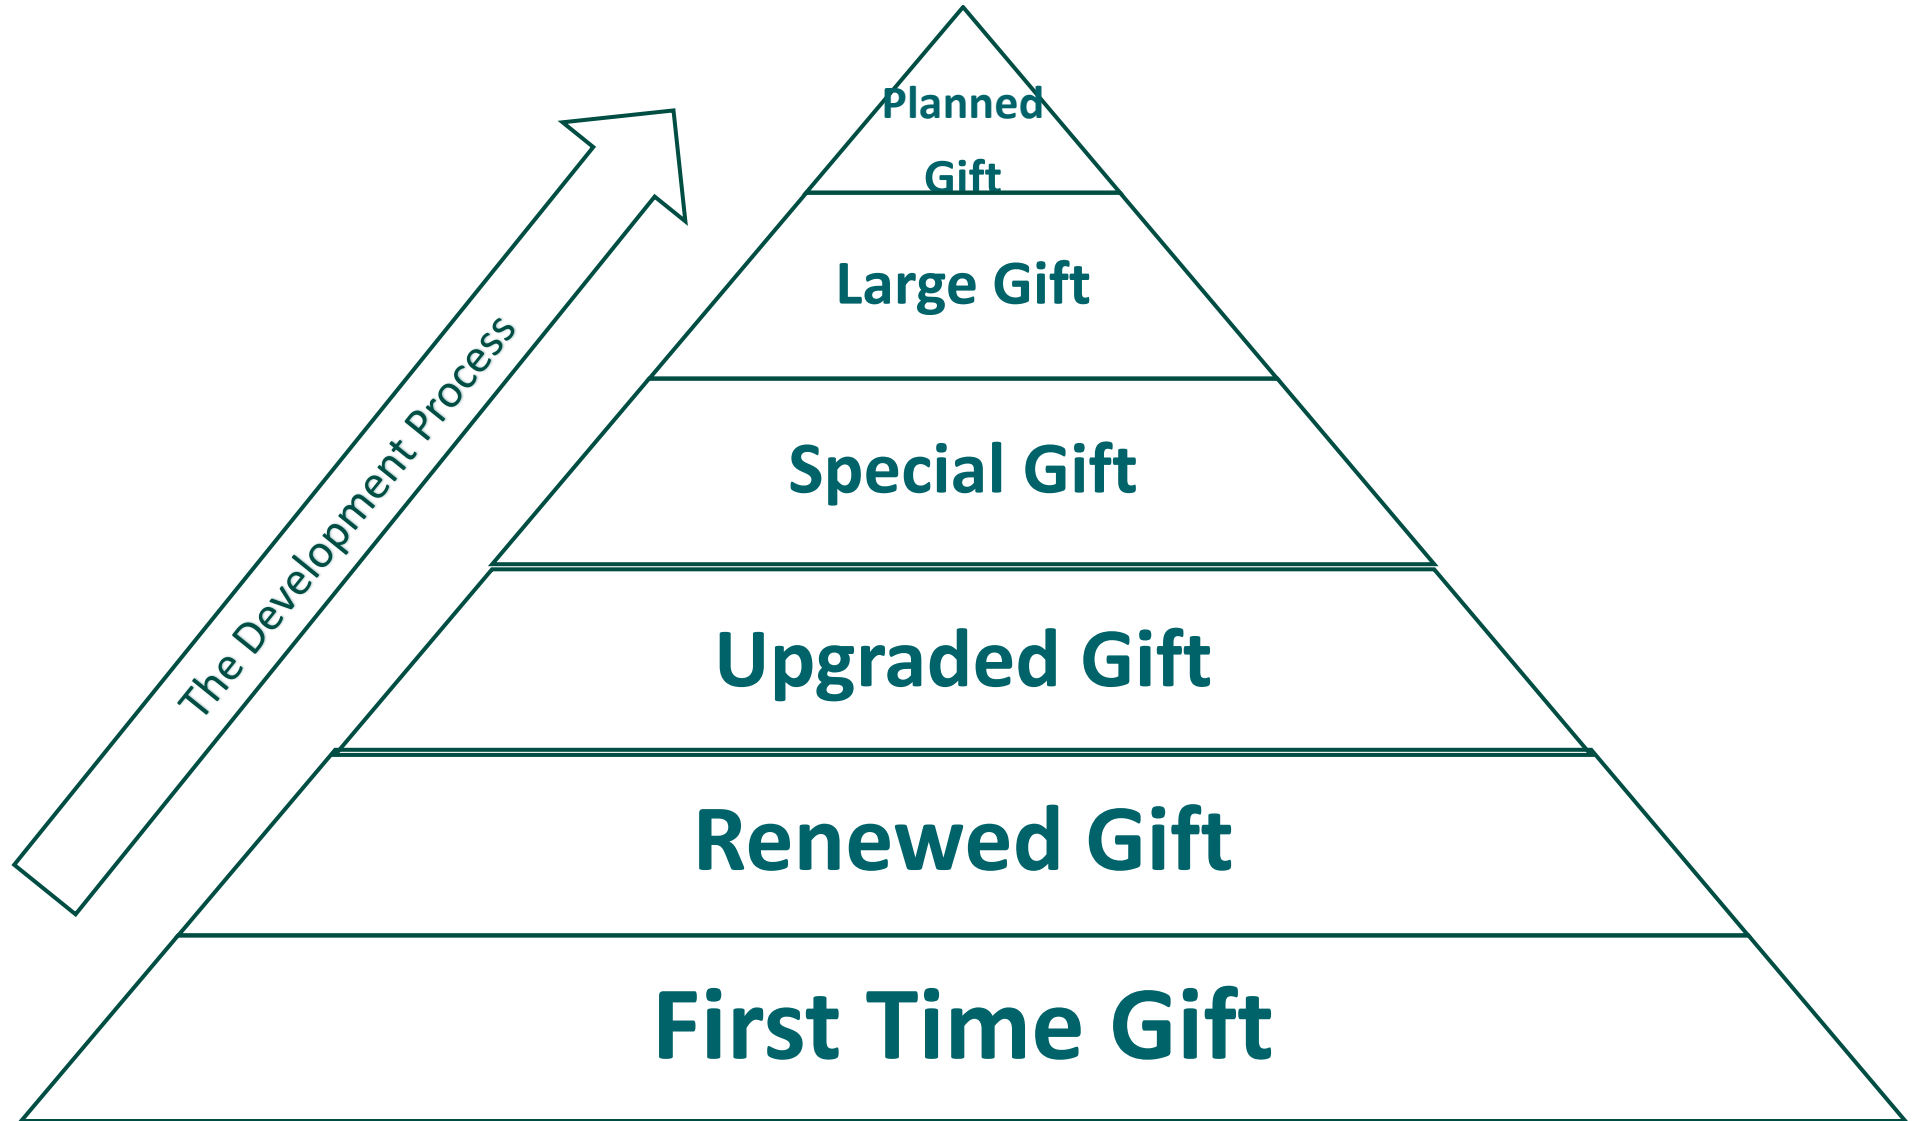 Planned
Gift
Large Gift
Special Gift
Upgraded Gift
Renewed Gift
First Time Gift
The Development Process